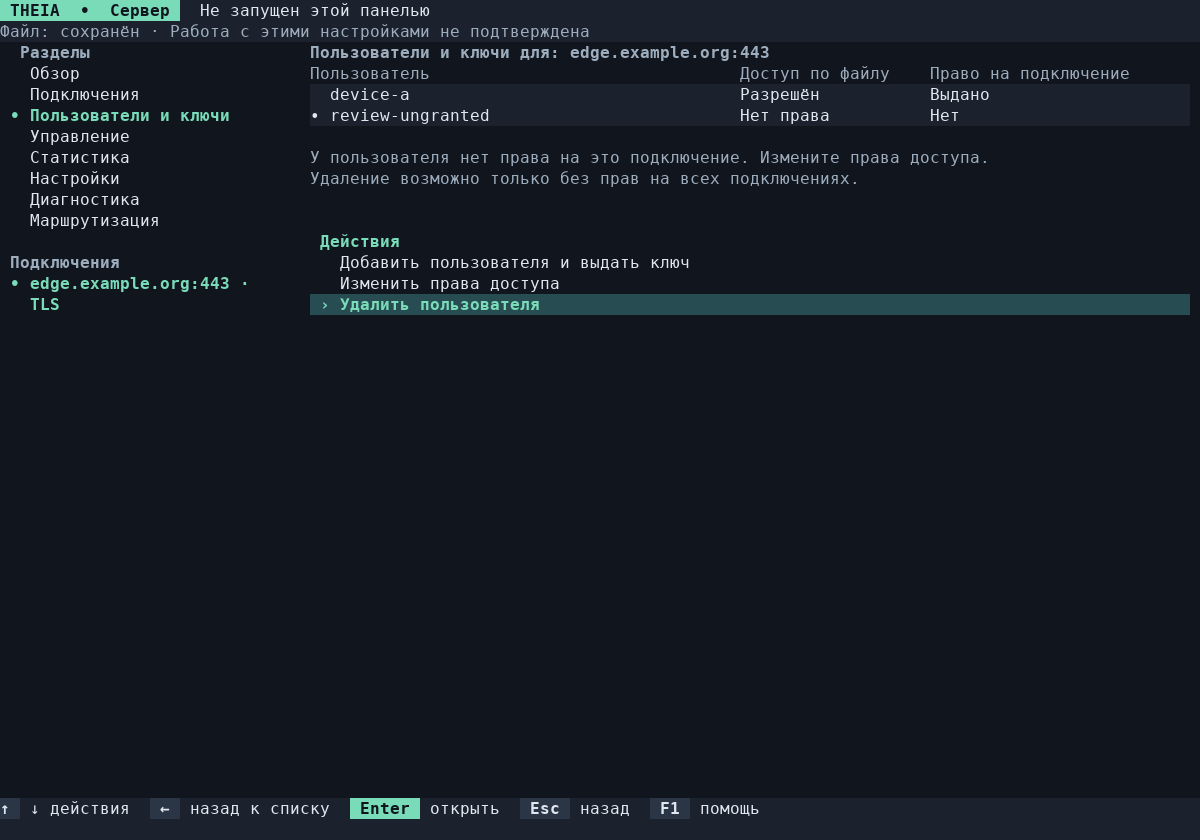 THEIA • Сервер Не запущен этой панелью
Файл: сохранён · Работа с этими настройками не подтверждена
Разделы
Обзор
Подключения
• Пользователи и ключи
Управление
Статистика
Настройки
Диагностика
Маршрутизация
Подключения
• edge.example.org:443 ·
TLS
Пользователи и ключи для: edge.example.org:443
Пользователь Доступ по файлу Право на подключение
device-a Разрешён Выдано
• review-ungranted Нет права Нет
У пользователя нет права на это подключение. Измените права доступа.
Удаление возможно только без прав на всех подключениях.
Действия
Добавить пользователя и выдать ключ
Изменить права доступа
› Удалить пользователя
↑ ↓ действия ← назад к списку Enter открыть Esc назад F1 помощь